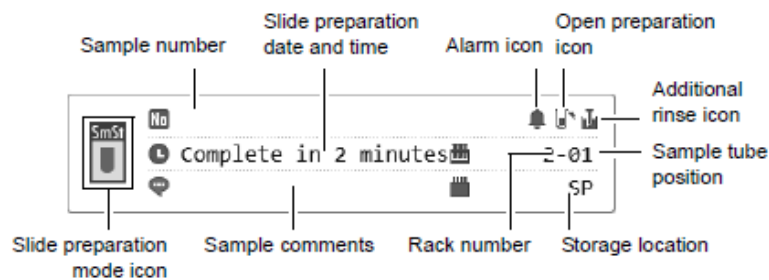 Sample number
Slide preparation
date and time
Alarm icon
Open preparation
icon
Additional
rinse icon
No
SmSt
Complete in 2 minutes
2-01
Sample tube
position
SP
Slide preparation
mode icon
Sample comments
Rack number
Storage location